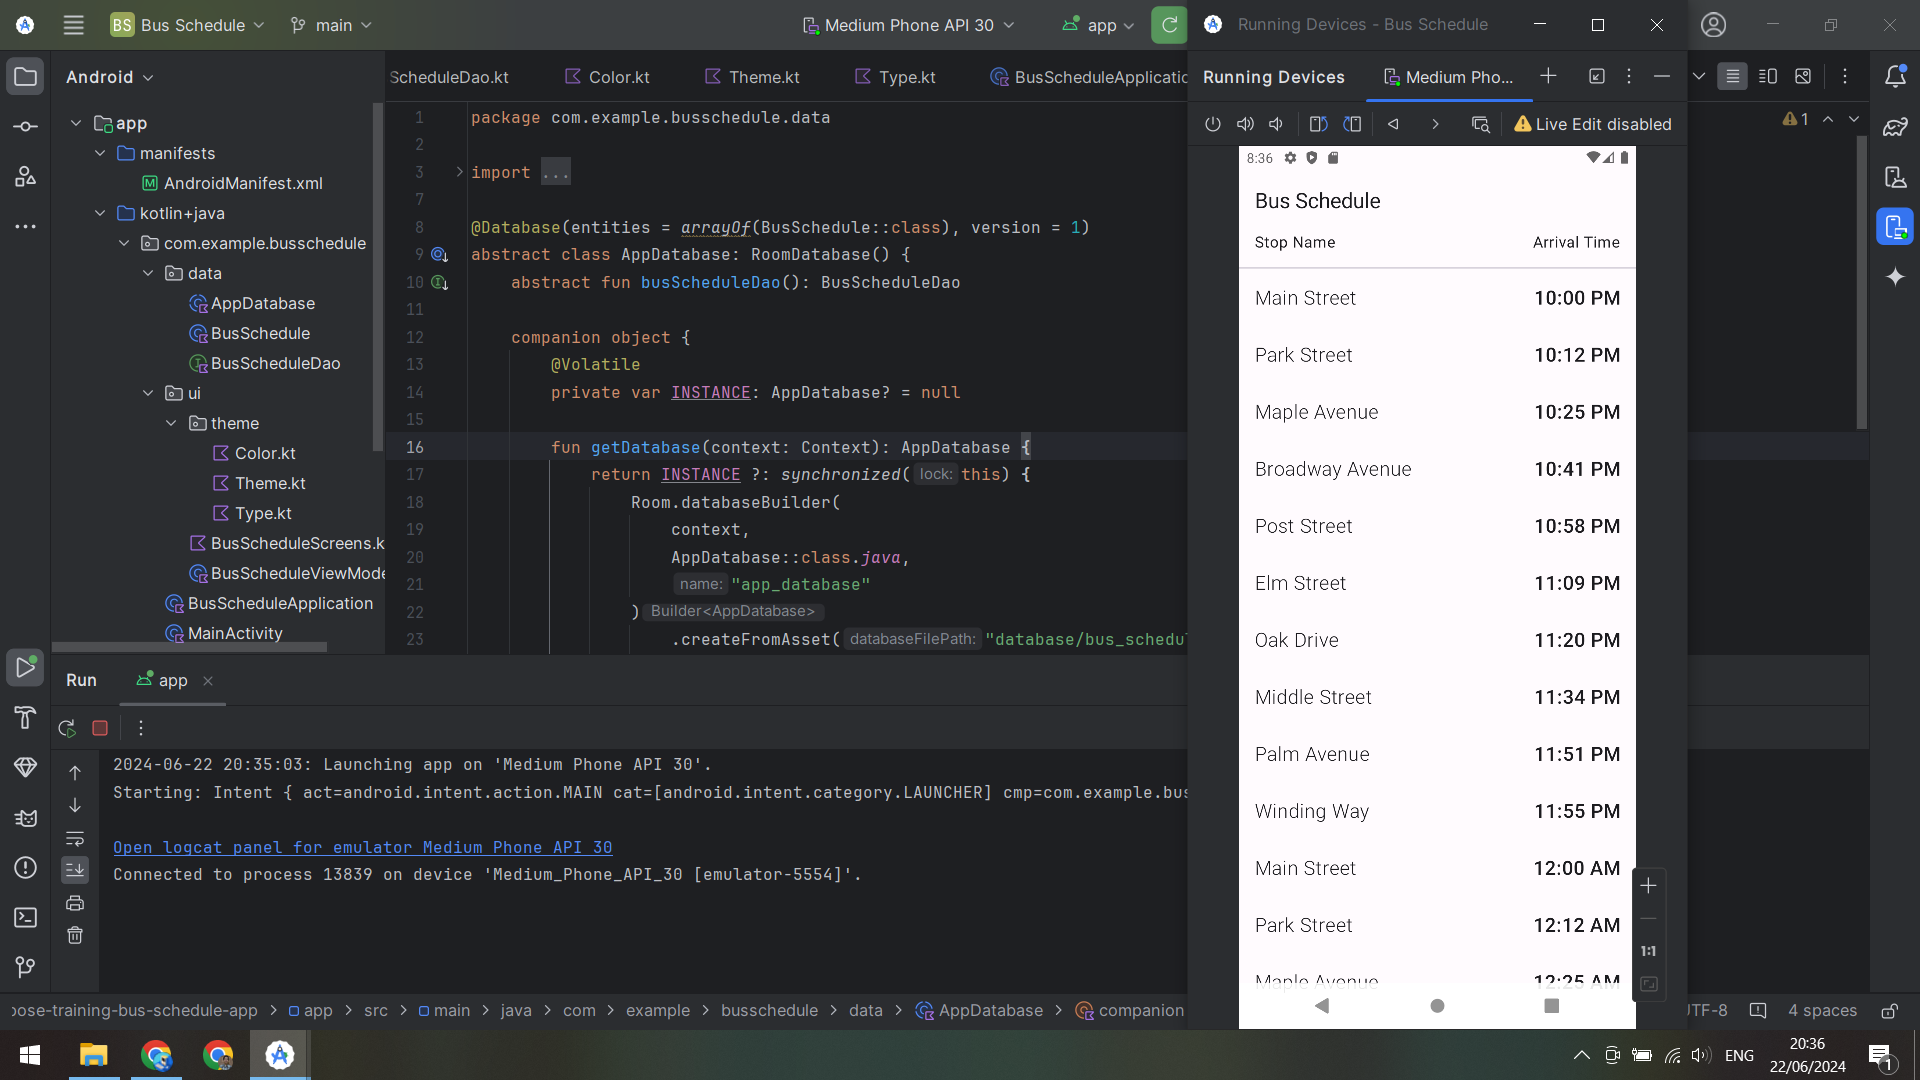 BS Bus Schedule
main
Medium Phone API 30
app
Running Devices - Bus Schedule
Android
ScheduleDao.kt
Color.kt
Theme.kt
Type.kt
BusScheduleApplicatio
Running Devices
Medium Pho...
Live Edit disabled
1
app
manifests
AndroidManifest.xml
kotlin+java
com.example.busschedule
data
AppDatabase
BusSchedule
BusScheduleDao
ui
theme
Color.kt
Theme.kt
Type.kt
BusScheduleScreens.k
BusScheduleViewMode
BusScheduleApplication
MainActivity
1 package com.example.busschedule.data
2
3 import ...
7
8 @Database(entities = arrayOf(BusSchedule::class), version = 1)
9 abstract class AppDatabase: RoomDatabase() {
10 abstract fun busScheduleDao(): BusScheduleDao
11
12 companion object {
13 @Volatile
14 private var INSTANCE: AppDatabase? = null
15
16 fun getDatabase(context: Context): AppDatabase {
17 return INSTANCE ?: synchronized( lock: this) {
18 Room.databaseBuilder(
19 context,
20 AppDatabase::class.java,
21 name: "app_database"
22 ) Builder<AppDatabase>
23 .createFromAsset( databaseFilePath: "database/bus_schedul
8:36
Bus Schedule
Stop Name Arrival Time
Main Street 10:00 PM
Park Street 10:12 PM
Maple Avenue 10:25 PM
Broadway Avenue 10:41 PM
Post Street 10:58 PM
Elm Street 11:09 PM
Oak Drive 11:20 PM
Middle Street 11:34 PM
Palm Avenue 11:51 PM
Winding Way 11:55 PM
Main Street 12:00 AM
Park Street 12:12 AM
Maple Avenue 12:25 AM
1:1
Run
app
2024-06-22 20:35:03: Launching app on 'Medium Phone API 30'.
Starting: Intent { act=android.intent.action.MAIN cat=[android.intent.category.LAUNCHER] cmp=com.example.bus
Open logcat panel for emulator Medium Phone API 30
Connected to process 13839 on device 'Medium_Phone_API_30 [emulator-5554]'.
pose-training-bus-schedule-app > app > src > main > java > com > example > busschedule > data > AppDatabase > companion
UTF-8
4 spaces
ENG
20:36
22/06/2024
1